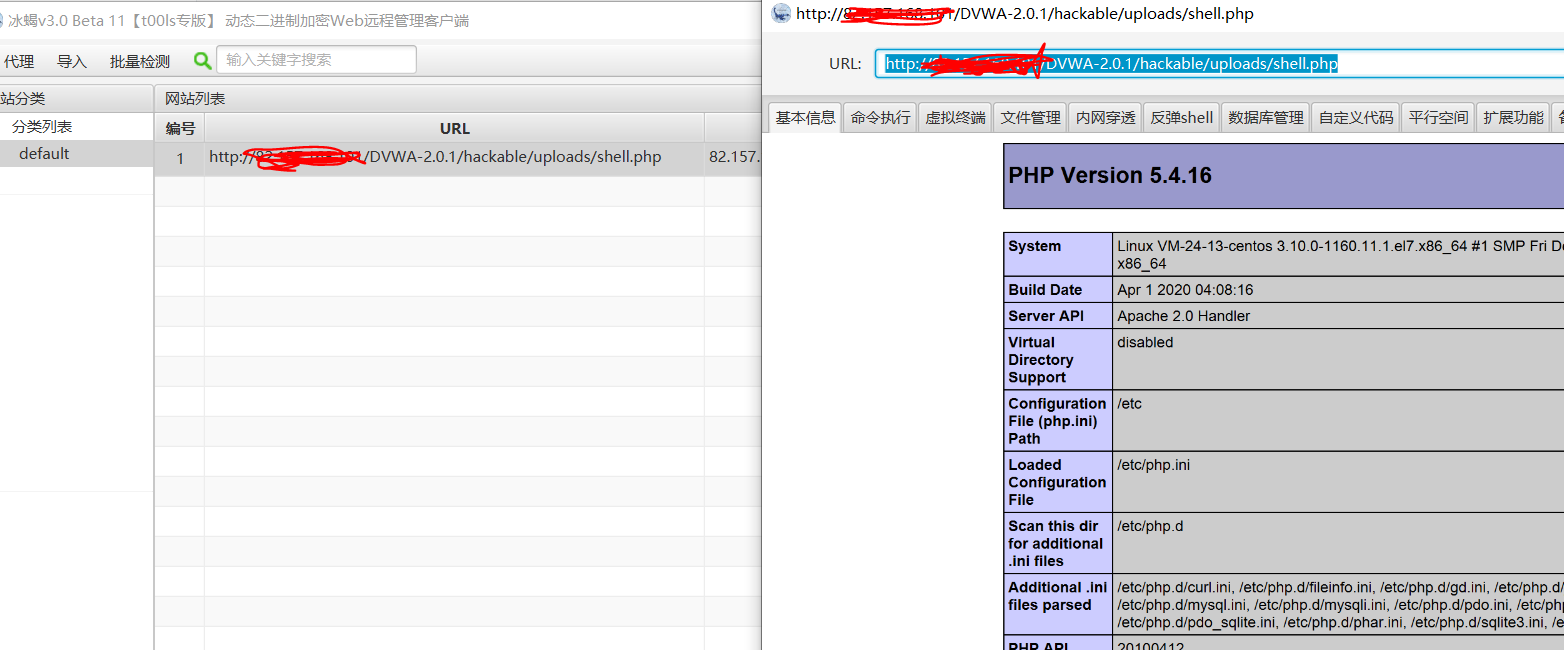 冰蝎v3.0 Beta 11【t00ls专版】 动态二进制加密Web远程管理客户端
代理 导入 批量检测 输入关键字搜索
站分类
分类列表
default
网站列表
编号 URL
1 http:// /DVWA-2.0.1/hackable/uploads/shell.php 82.157.
http:// /DVWA-2.0.1/hackable/uploads/shell.php
URL: http:// /DVWA-2.0.1/hackable/uploads/shell.php
基本信息 命令执行 虚拟终端 文件管理 内网穿透 反弹shell 数据库管理 自定义代码 平行空间 扩展功能
PHP Version 5.4.16
System Linux VM-24-13-centos 3.10.0-1160.11.1.el7.x86_64 #1 SMP Fri
x86_64
Build Date Apr 1 2020 04:08:16
Server API Apache 2.0 Handler
Virtual disabled
Directory
Support
Configuration /etc
File (php.ini)
Path
Loaded /etc/php.ini
Configuration
File
Scan this dir /etc/php.d
for additional
.ini files
Additional .ini /etc/php.d/curl.ini, /etc/php.d/fileinfo.ini, /etc/php.d/gd.ini, /etc/php.d/
files parsed /etc/php.d/mysql.ini, /etc/php.d/mysqli.ini, /etc/php.d/pdo.ini,
/etc/php.d/pdo_sqlite.ini, /etc/php.d/phar.ini, /etc/php.d/sqlite3.ini,
PHP API 20100412